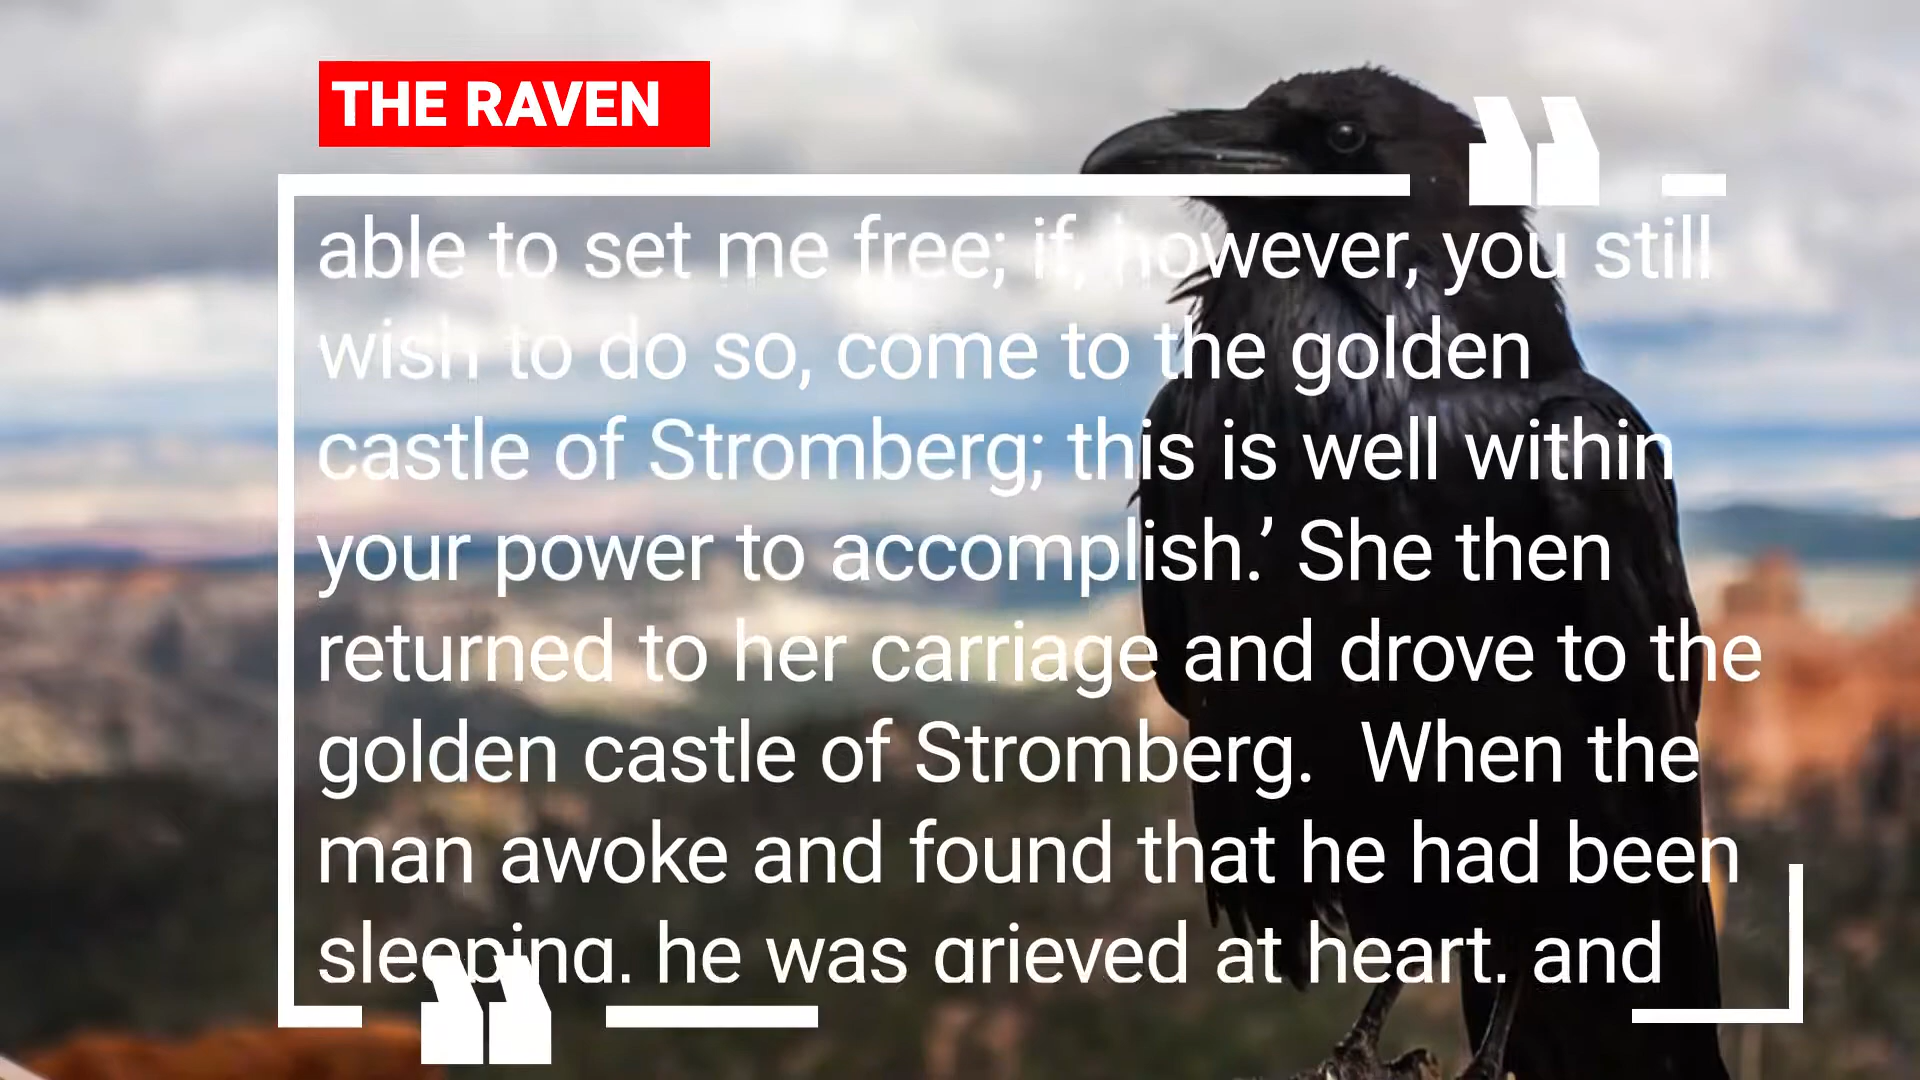 THE RAVEN
able to set me free; if, however, you still
wish to do so, come to the golden
castle of Stromberg; this is well within
your power to accomplish.’ She then
returned to her carriage and drove to the
golden castle of Stromberg.  When the
man awoke and found that he had been
sleeping, he was grieved at heart, and